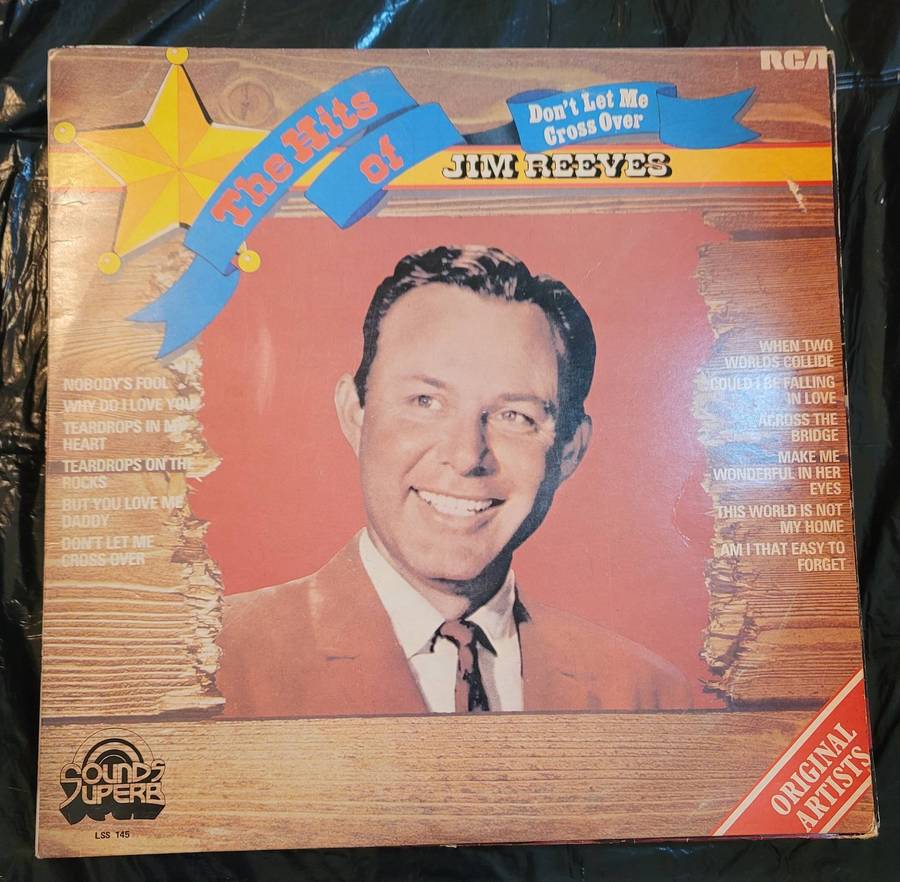 RCA
The Hits
Of
Don't Let Me
Cross Over
JIM REEVES
NOBODY'S FOOL
WHY DO I LOVE YOU
TEARDROPS IN MY
HEART
TEARDROPS ON THE
ROCKS
BUT YOU LOVE ME
DADDY
DON'T LET ME
CROSS OVER
WHEN TWO
WORLDS COLLIDE
COULD I BE FALLING
IN LOVE
ACROSS THE
BRIDGE
MAKE ME
WONDERFUL IN HER
EYES
THIS WORLD IS NOT
MY HOME
AM I THAT EASY TO
FORGET
SOUNDS
SUPERB
LSS 145
ORIGINAL
ARTISTS